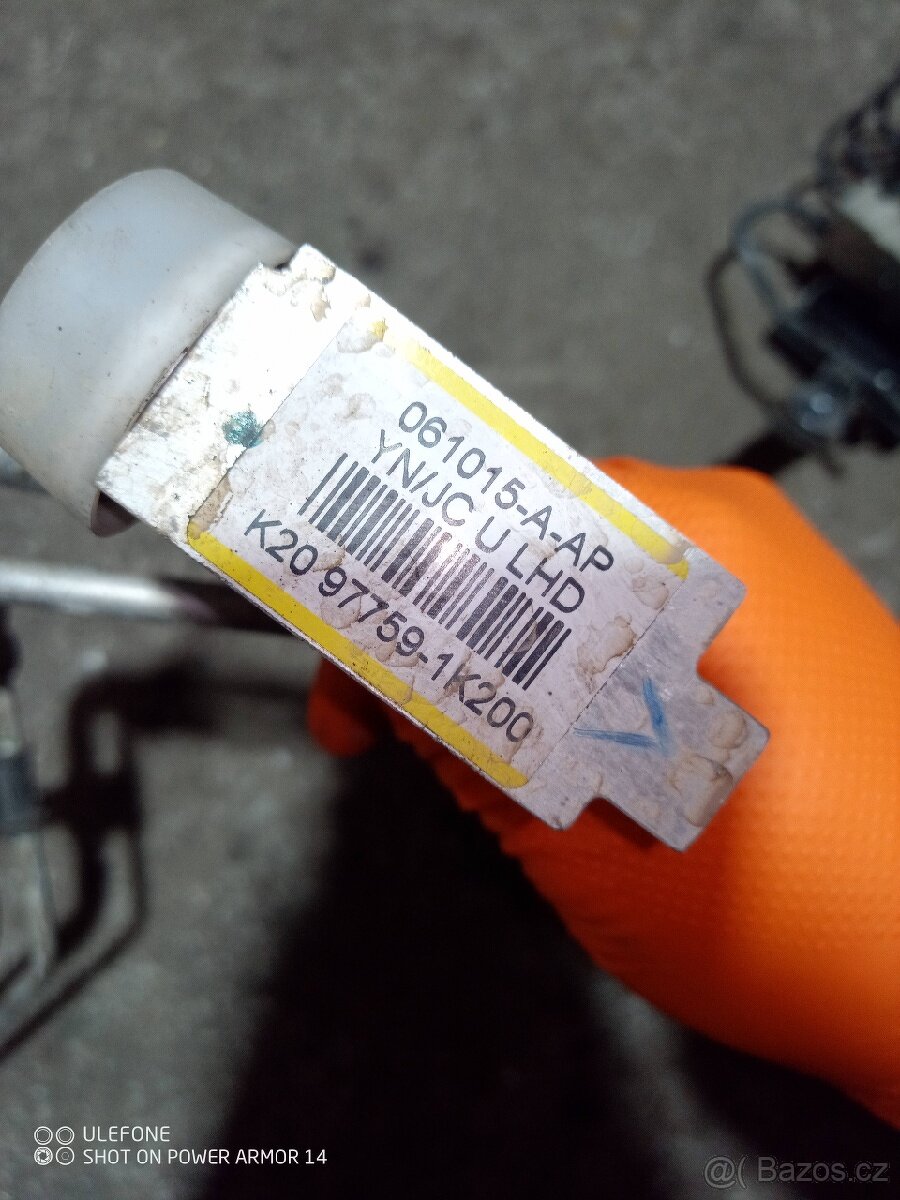 061015-A-AP
YN/JC U LHD
K20 97759-1K200
V
ULEFONE
SHOT ON POWER ARMOR 14
@( Bazos.cz